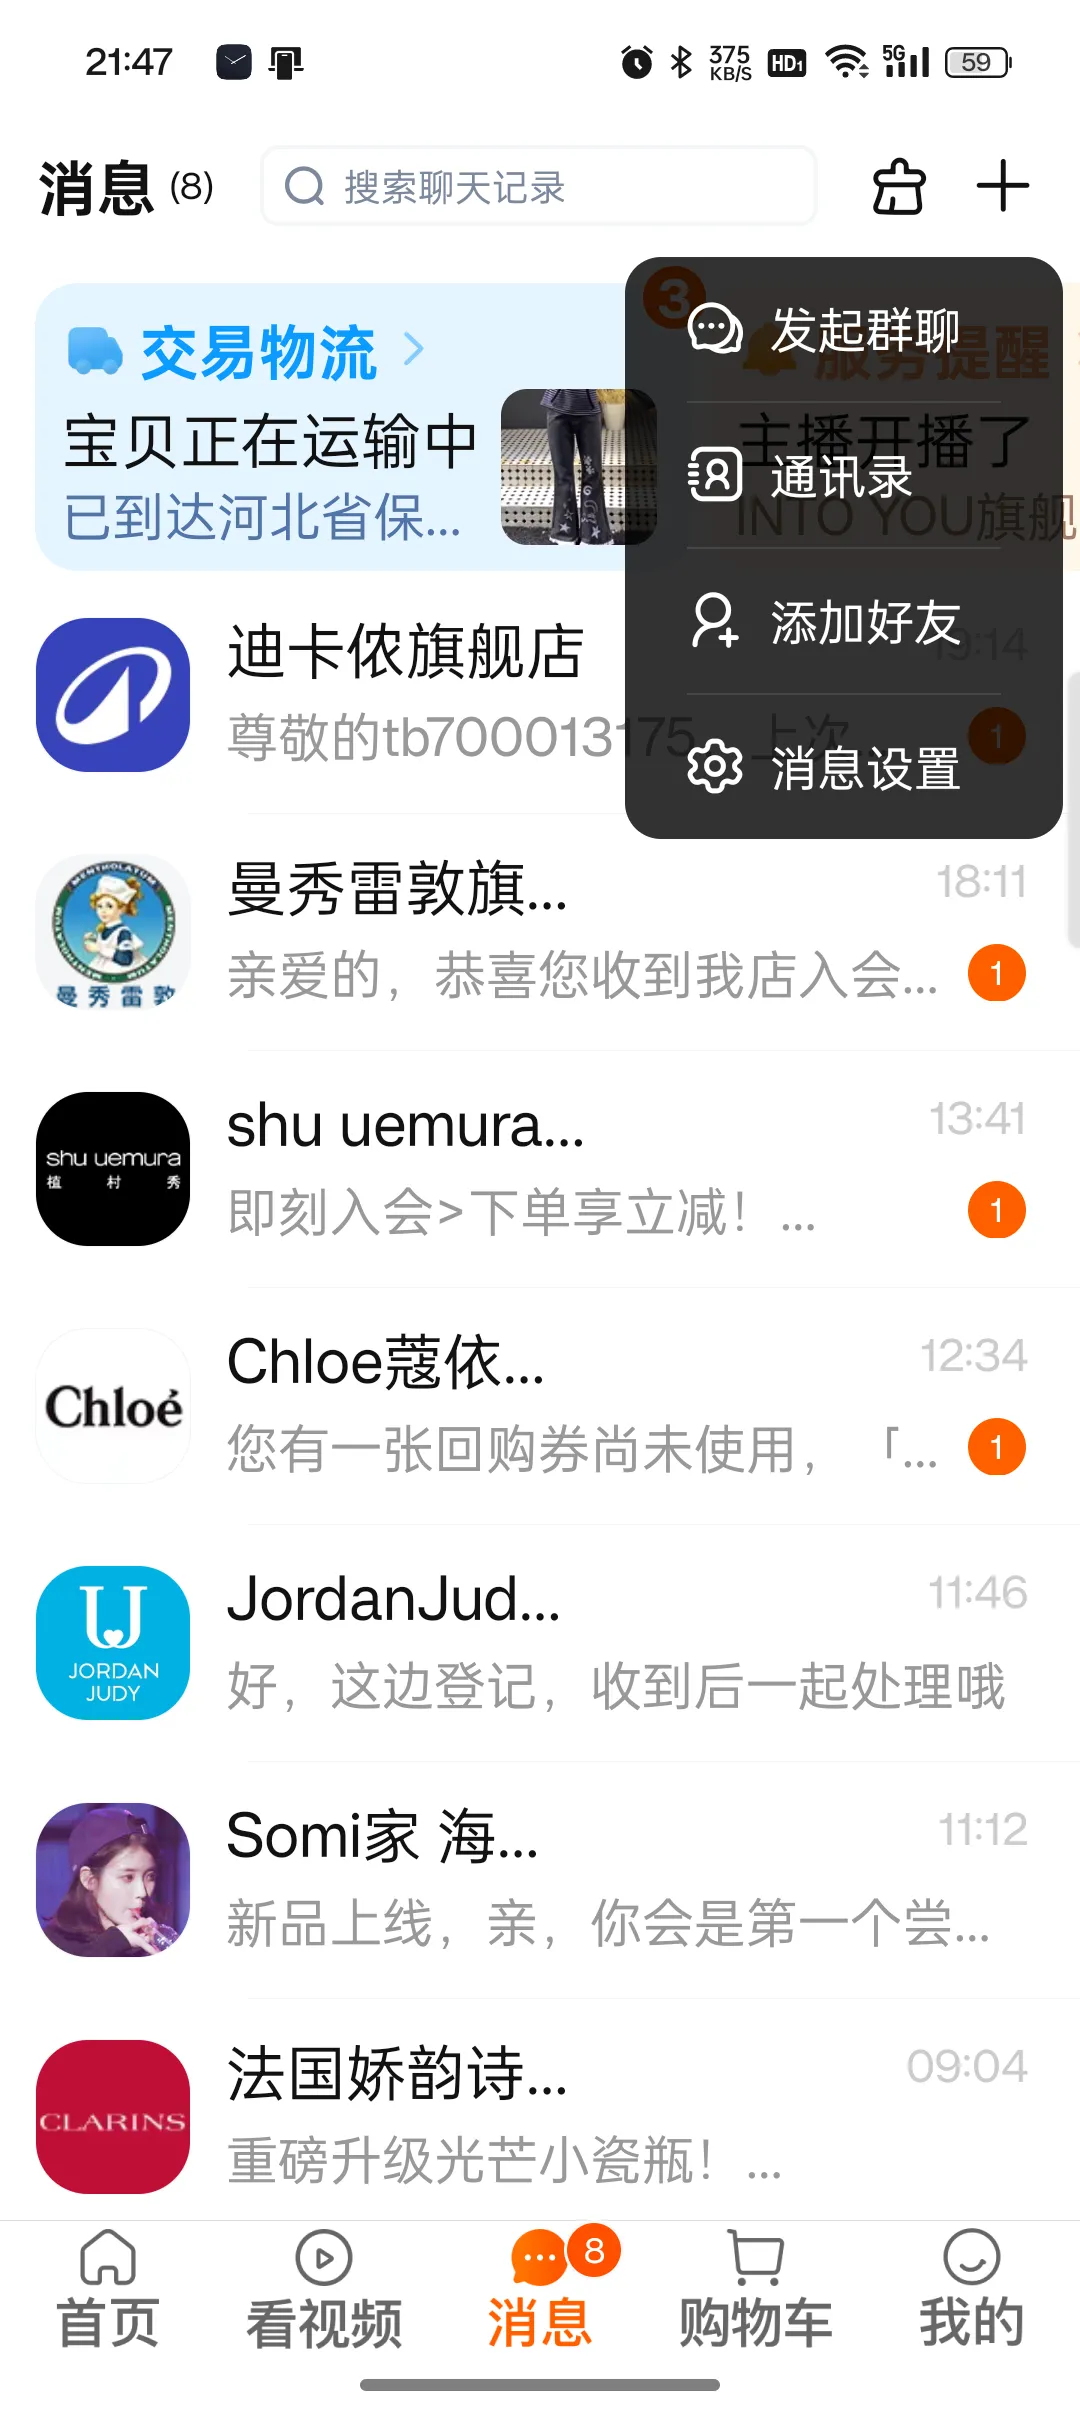 21:47
375 KB/S
HD1
5G
59
消息 (8)
搜索聊天记录
交易物流
宝贝正在运输中
已到达河北省保...
3
服务提醒
主播开播了
INTO YOU旗舰
发起群聊
通讯录
添加好友
消息设置
迪卡侬旗舰店
19:14
尊敬的tb700013175
上次...
1
MENTHOLATUM
曼秀雷敦
曼秀雷敦旗...
18:11
亲爱的，恭喜您收到我店入会...
1
shu uemura
植村秀
shu uemura...
13:41
即刻入会>下单享立减！...
1
Chloé
Chloe蔻依...
12:34
您有一张回购券尚未使用，「...
1
JORDAN
JUDY
JordanJud...
11:46
好，这边登记，收到后一起处理哦
Somi家 海...
11:12
新品上线，亲，你会是第一个尝...
CLARINS
法国娇韵诗...
09:04
重磅升级光芒小瓷瓶！...
8
首页
看视频
消息
购物车
我的